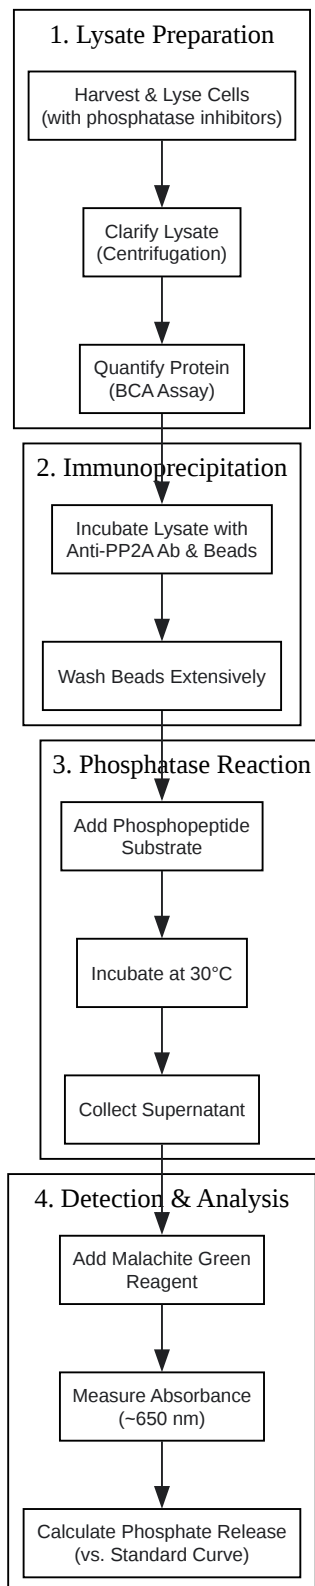 1. Lysate Preparation
Harvest & Lyse Cells
(with phosphatase inhibitors)
Clarify Lysate
(Centrifugation)
Quantify Protein
(BCA Assay)
2. Immunoprecipitation
Incubate Lysate with
Anti-PP2A Ab & Beads
Wash Beads Extensively
3. Phosphatase Reaction
Add Phosphopeptide
Substrate
Incubate at 30°C
Collect Supernatant
4. Detection & Analysis
Add Malachite Green
Reagent
Measure Absorbance
(~650 nm)
Calculate Phosphate Release
(vs. Standard Curve)